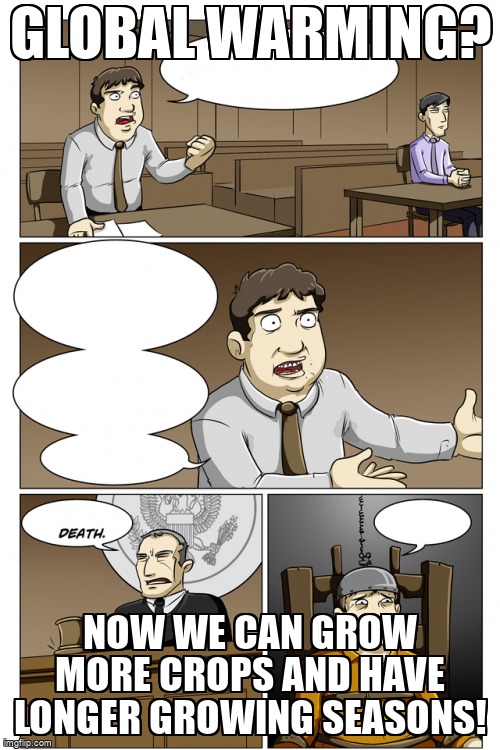 GLOBAL WARMING?
DEATH.
NOW WE CAN GROW
MORE CROPS AND HAVE
LONGER GROWING SEASONS!
imgflip.com